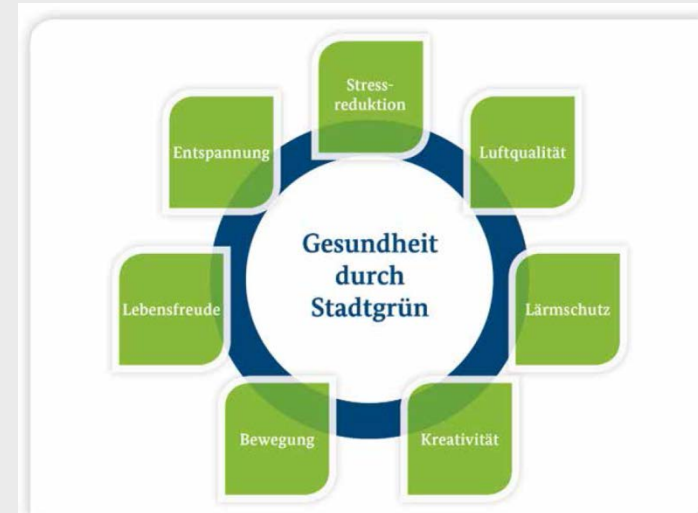 Stress-
reduktion
Entspannung
Luftqualität
Gesundheit
durch
Stadtgrün
Lebensfreude
Lärmschutz
Bewegung
Kreativität